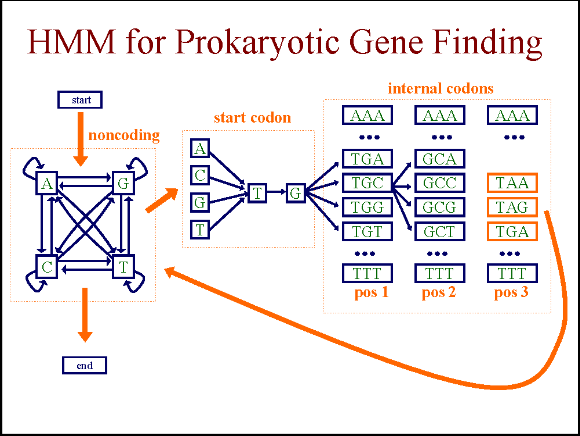 HMM for Prokaryotic Gene Finding
start
noncoding
A G
C T
end
start codon
A
C
G
T
T G
internal codons
AAA AAA AAA
••• ••• •••
TGA GCA
TGC GCC TAA
TGG GCG TAG
TGT GCT TGA
••• ••• •••
TTT TTT TTT
pos 1 pos 2 pos 3